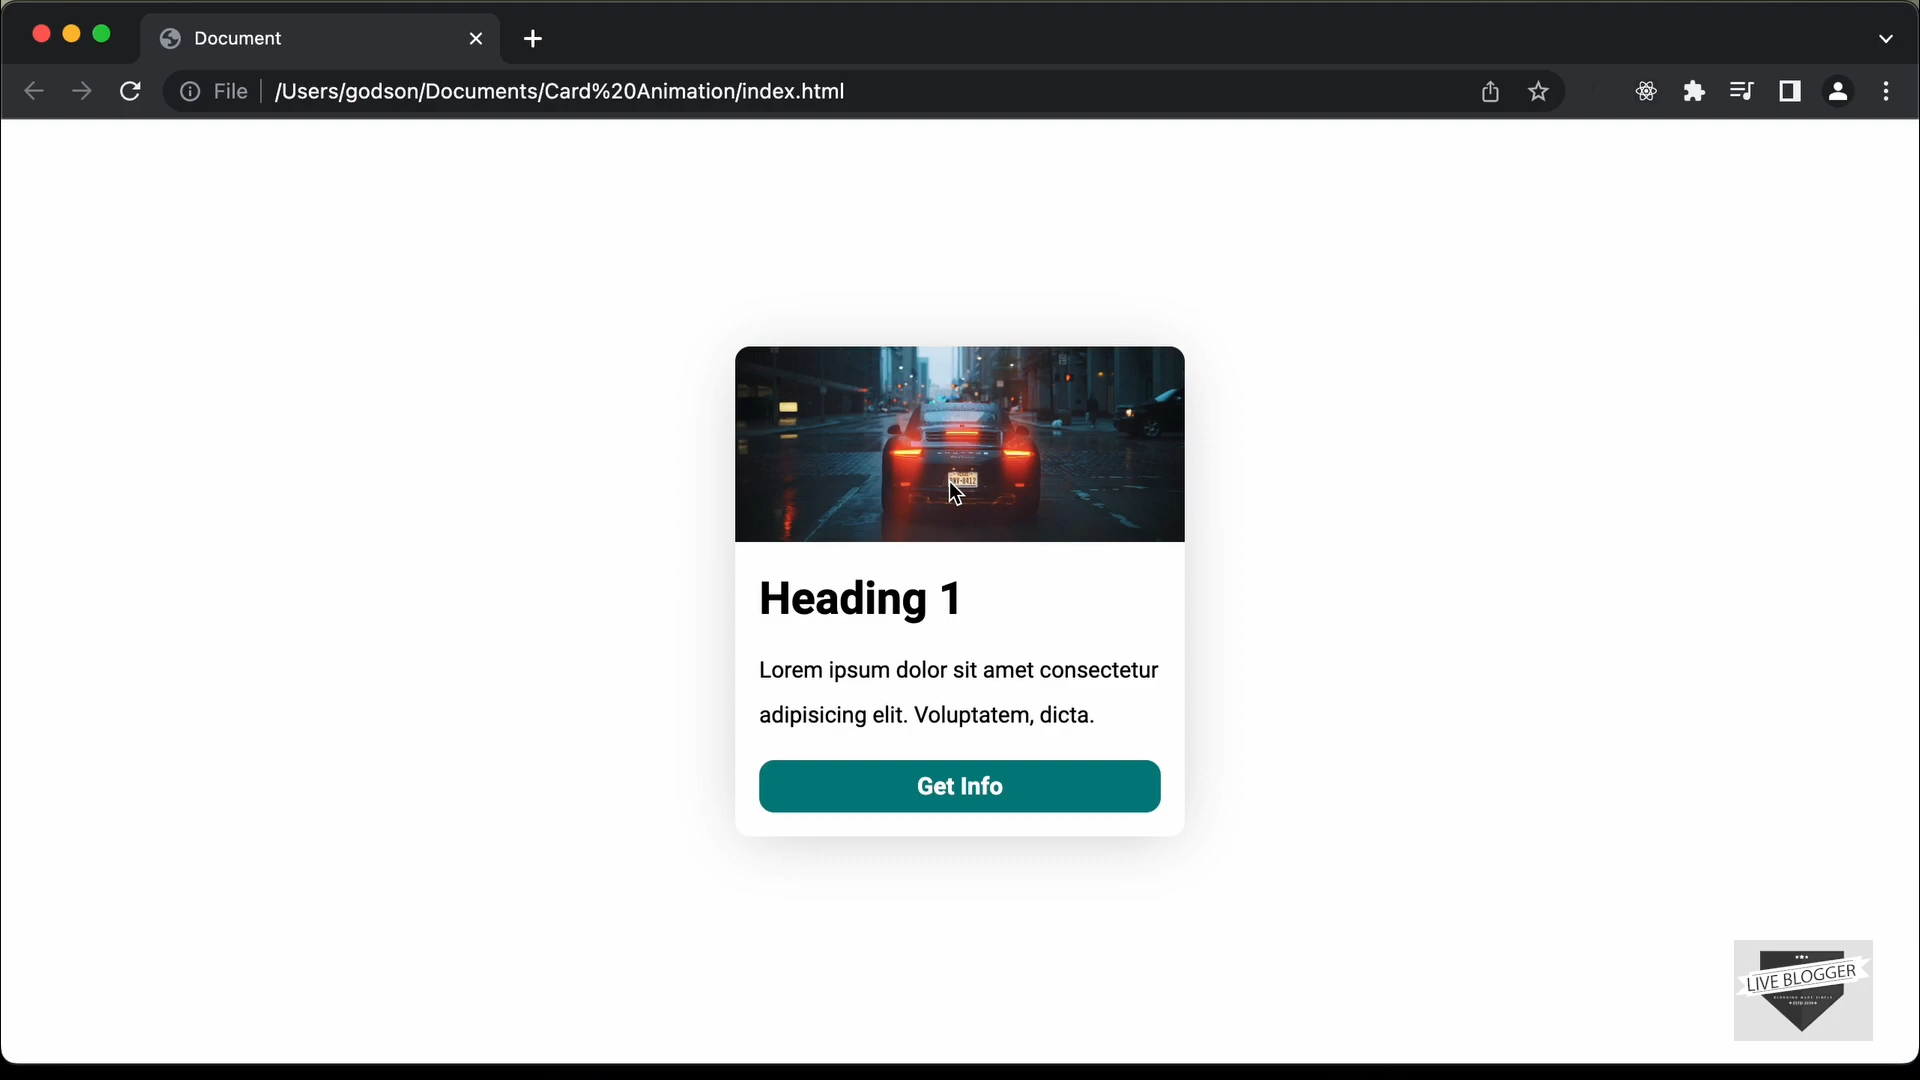 Document
File
/Users/godson/Documents/Card%20Animation/index.html
Heading 1
Lorem ipsum dolor sit amet consectetur
adipisicing elit. Voluptatem, dicta.
Get Info
LIVE BLOGGER